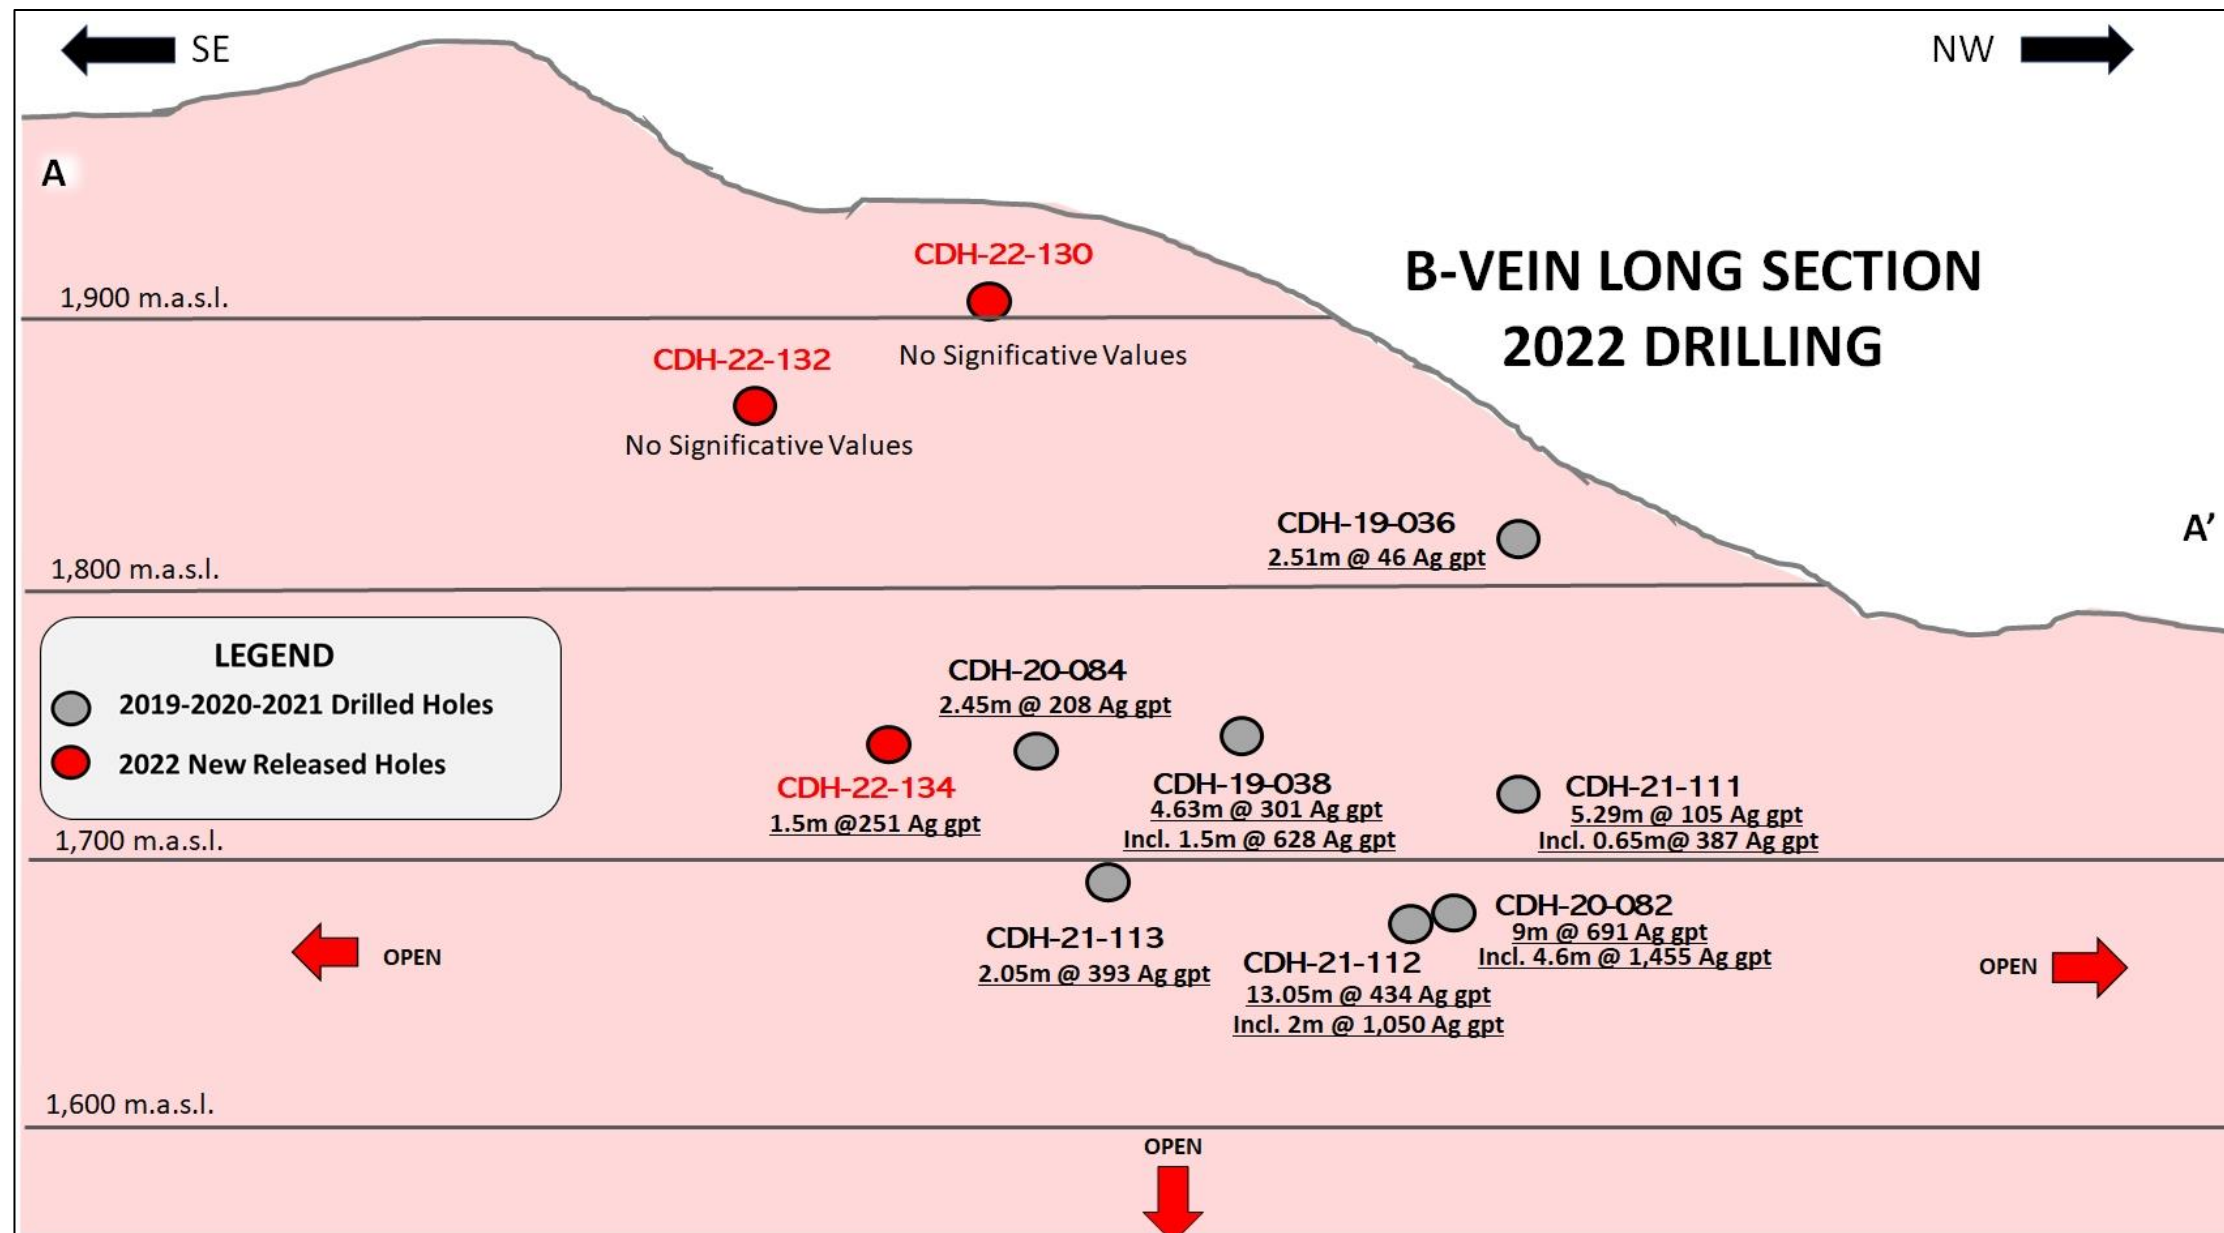 SE
NW
A
CDH-22-130
B-VEIN LONG SECTION
2022 DRILLING
1,900 m.a.s.l.
No Significative Values
CDH-22-132
No Significative Values
CDH-19-036
2.51m @ 46 Ag gpt
A’
1,800 m.a.s.l.
LEGEND
2019-2020-2021 Drilled Holes
2022 New Released Holes
CDH-20-084
2.45m @ 208 Ag gpt
CDH-22-134
1.5m @251 Ag gpt
CDH-19-038
4.63m @ 301 Ag gpt
Incl. 1.5m @ 628 Ag gpt
CDH-21-111
5.29m @ 105 Ag gpt
Incl. 0.65m@ 387 Ag gpt
1,700 m.a.s.l.
OPEN
CDH-21-113
2.05m @ 393 Ag gpt
CDH-21-112
13.05m @ 434 Ag gpt
Incl. 2m @ 1,050 Ag gpt
CDH-20-082
9m @ 691 Ag gpt
Incl. 4.6m @ 1,455 Ag gpt
OPEN
1,600 m.a.s.l.
OPEN